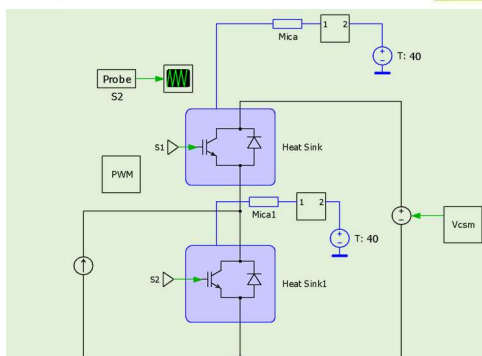 1 2
Mica
T: 40
Probe
S2
S1
Heat Sink
PWM
1 2
Mica1
T: 40
Vcsm
S2
Heat Sink1